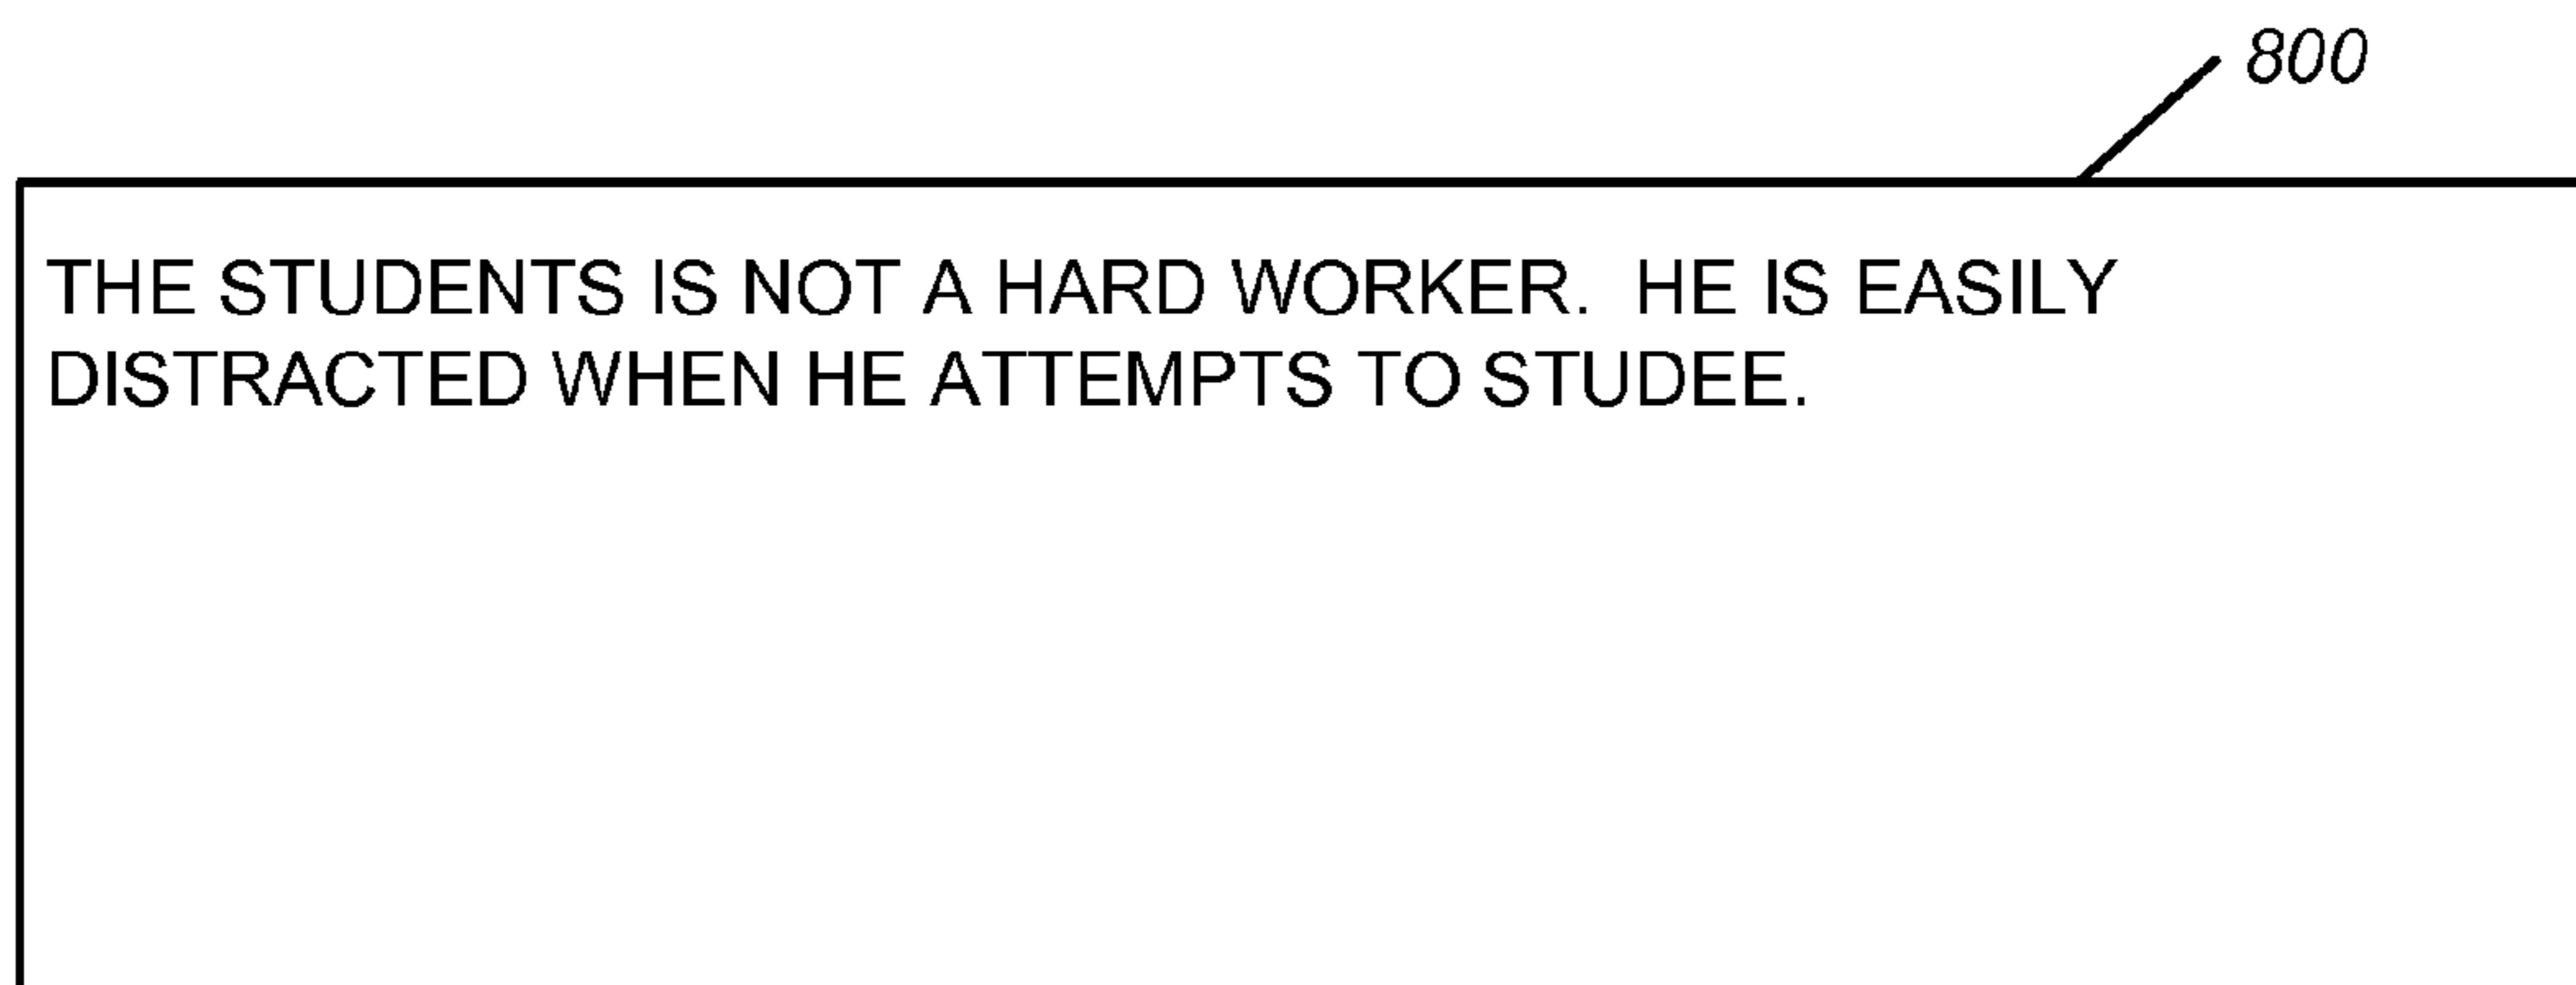 800
THE STUDENTS IS NOT A HARD WORKER.  HE IS EASILY
DISTRACTED WHEN HE ATTEMPTS TO STUDEE.